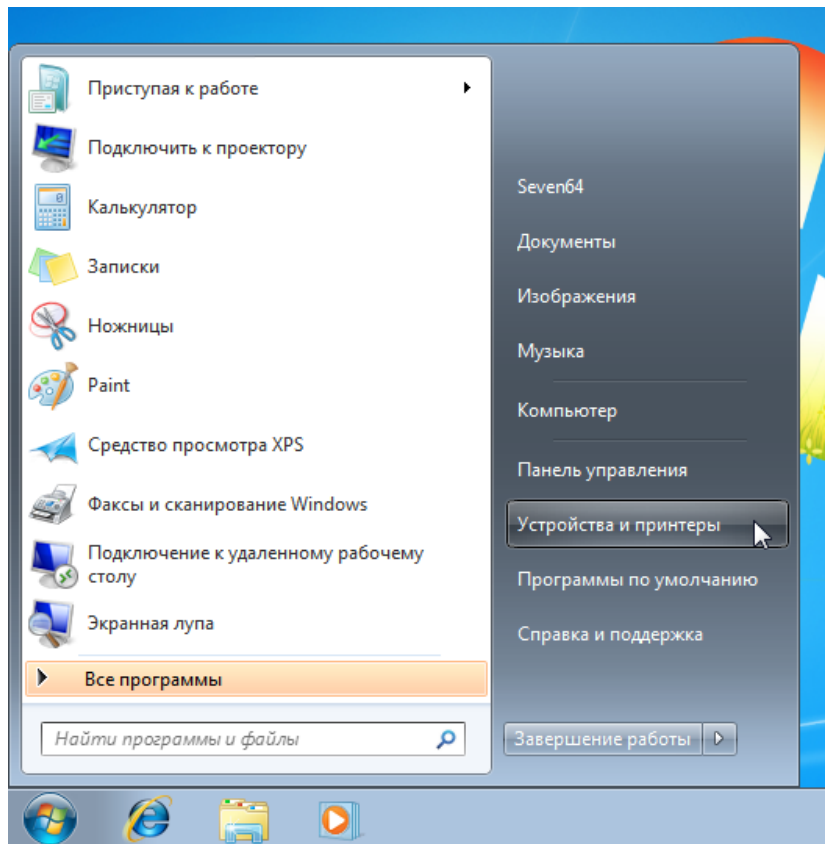 Приступая к работе
Подключить к проектору
Калькулятор
Записки
Ножницы
Paint
Средство просмотра XPS
Факсы и сканирование Windows
Подключение к удаленному рабочему
столу
Экранная лупа
Все программы
Найти программы и файлы
Seven64
Документы
Изображения
Музыка
Компьютер
Панель управления
Устройства и принтеры
Программы по умолчанию
Справка и поддержка
Завершение работы